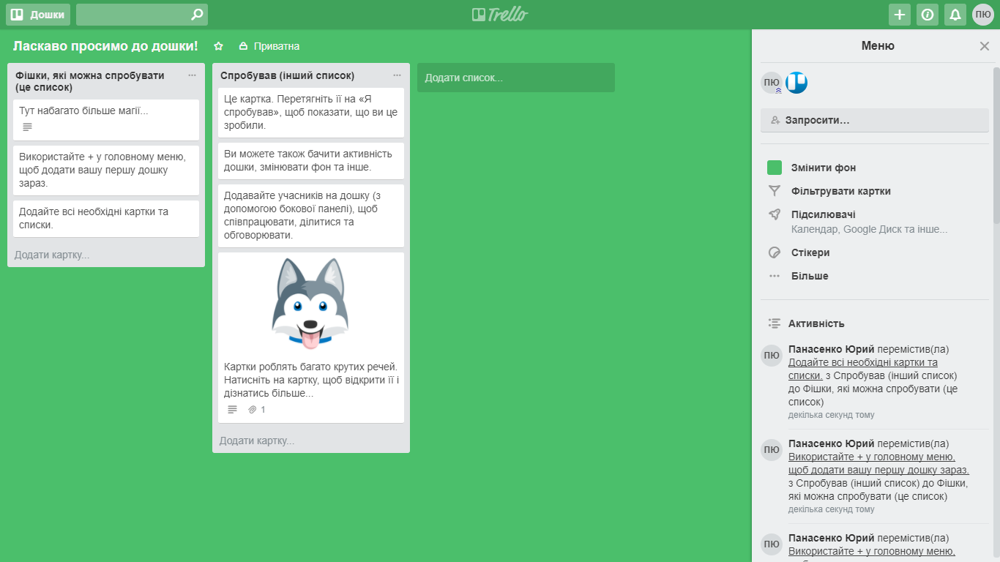 Дошки
Trello
ПЮ
Ласкаво просимо до дошки!
Приватна
Фішки, які можна спробувати
(це список)
Тут набагато більше магії...
Використайте + у головному меню,
щоб додати вашу першу дошку
зараз.
Додайте всі необхідні картки та
списки.
Додати картку...
Спробував (інший список)
Це картка. Перетягніть її на «Я
спробував», щоб показати, що ви це
зробили.
Ви можете також бачити активність
дошки, змінювати фон та інше.
Додавайте учасників на дошку (з
допомогою бокової панелі), щоб
співпрацювати, ділитися та
обговорювати.
Картки роблять багато крутих речей.
Натисніть на картку, щоб відкрити її і
дізнатись більше...
1
Додати картку...
Додати список...
Меню
ПЮ
Запросити…
Змінити фон
Фільтрувати картки
Підсилювачі
Календар, Google Диск та інше...
Стікери
Більше
Активність
ПЮ
Панасенко Юрий перемістив(ла)
Додайте всі необхідні картки та
списки. з Спробував (інший список)
до Фішки, які можна спробувати (це
список)
декілька секунд тому
ПЮ
Панасенко Юрий перемістив(ла)
Використайте + у головному меню,
щоб додати вашу першу дошку зараз.
з Спробував (інший список) до Фішки,
які можна спробувати (це список)
декілька секунд тому
ПЮ
Панасенко Юрий перемістив(ла)
Використайте + у головному меню,